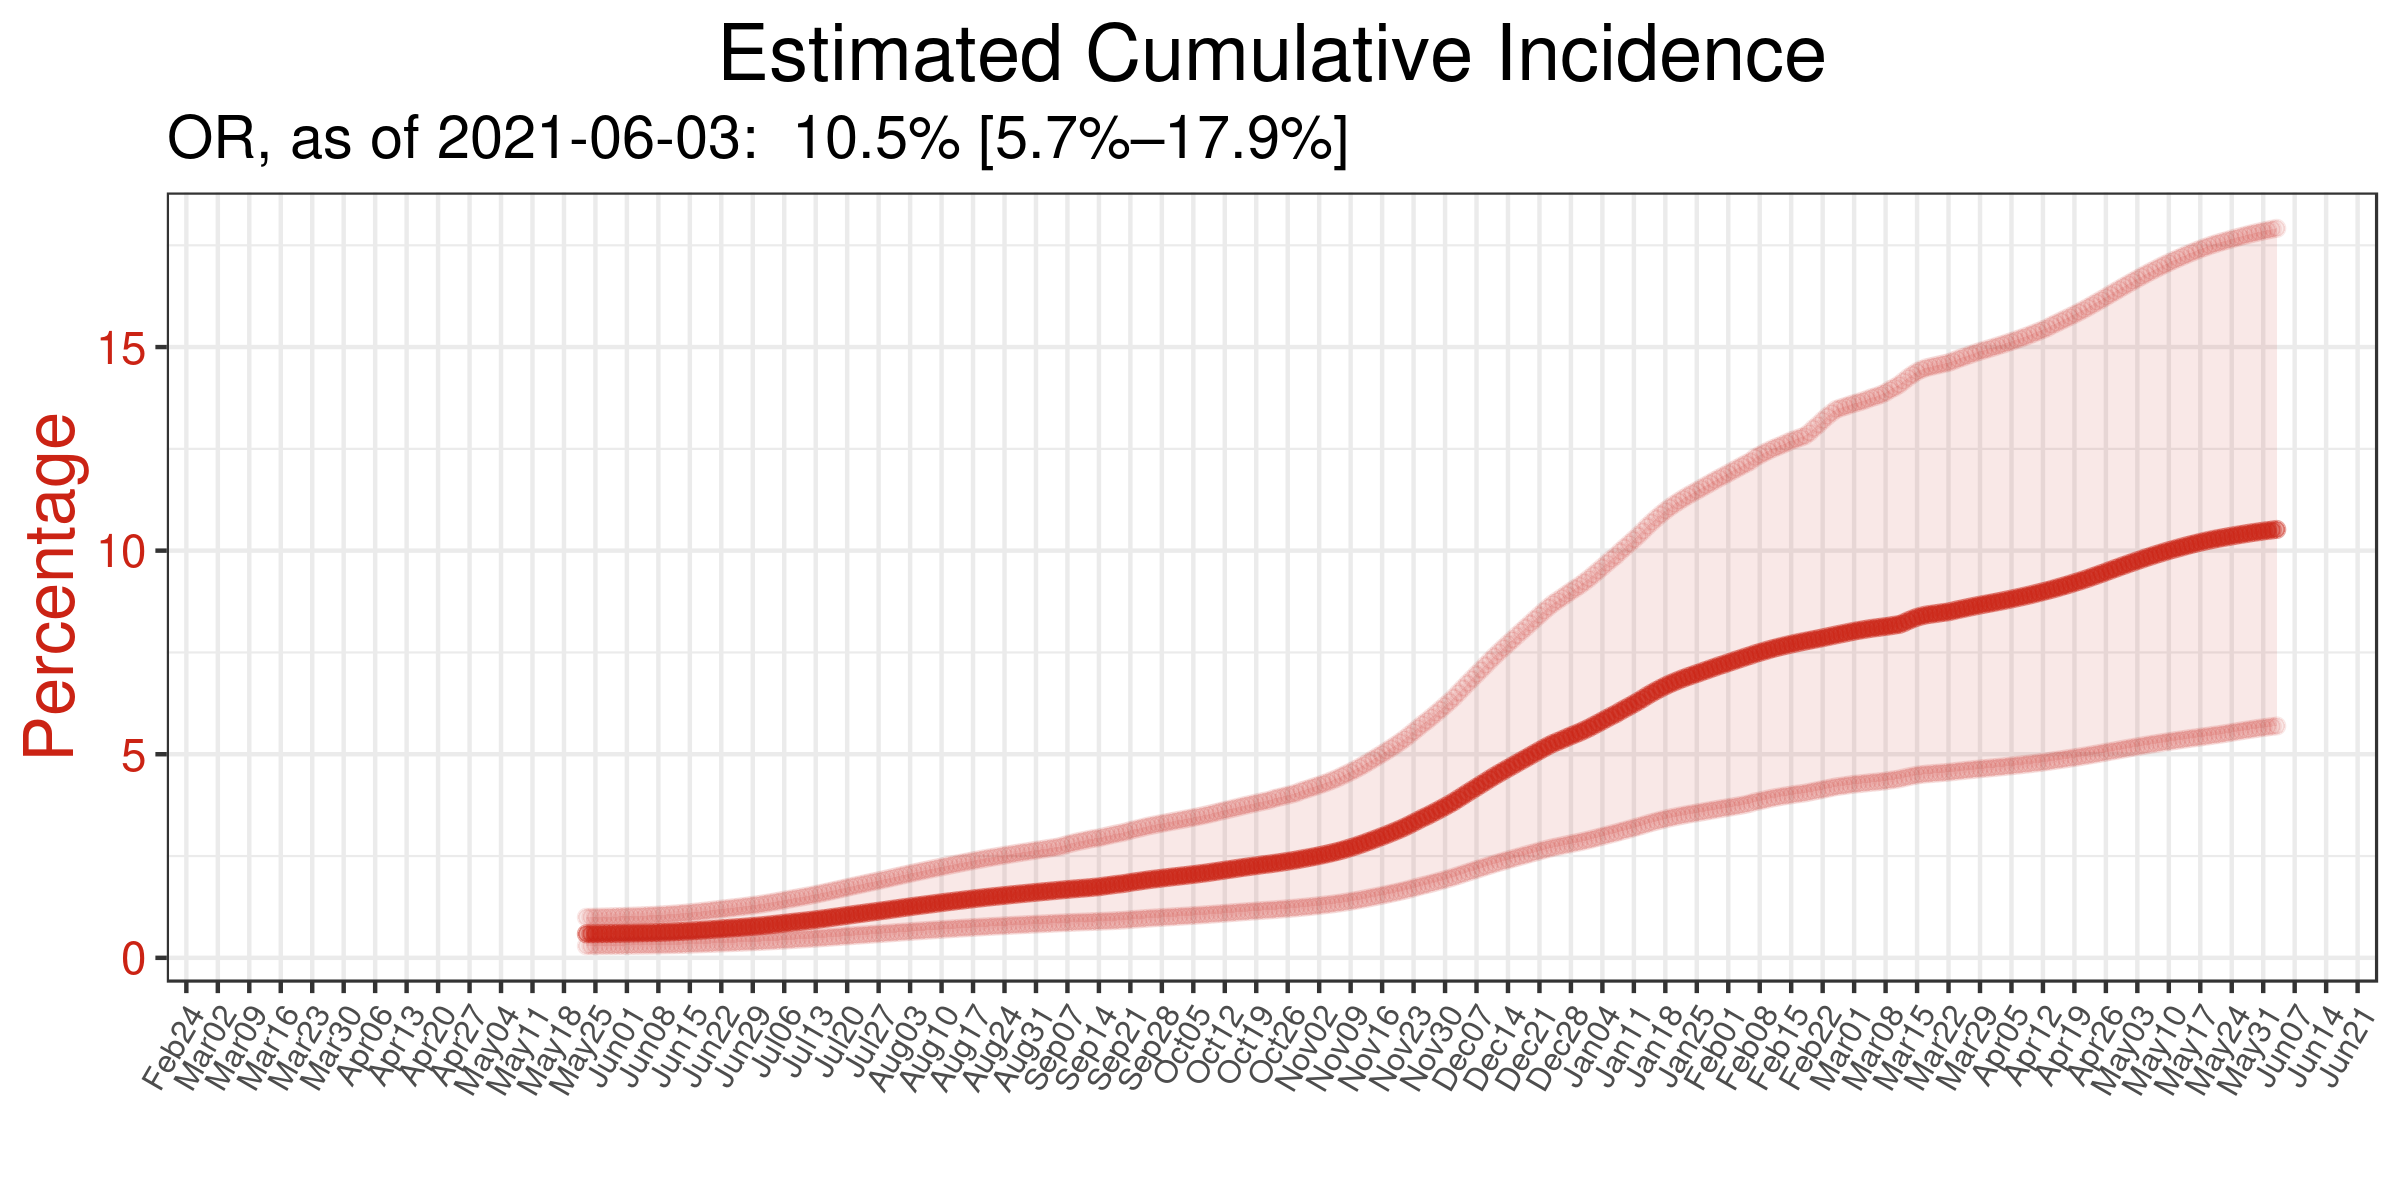 Estimated Cumulative Incidence
OR, as of 2021-06-03:  10.5% [5.7%–17.9%]
Percentage
15
10
5
0
Feb24
Mar02
Mar09
Mar16
Mar23
Mar30
Apr06
Apr13
Apr20
Apr27
May04
May11
May18
May25
Jun01
Jun08
Jun15
Jun22
Jun29
Jul06
Jul13
Jul20
Jul27
Aug03
Aug10
Aug17
Aug24
Aug31
Sep07
Sep14
Sep21
Sep28
Oct05
Oct12
Oct19
Oct26
Nov02
Nov09
Nov16
Nov23
Nov30
Dec07
Dec14
Dec21
Dec28
Jan04
Jan11
Jan18
Jan25
Feb01
Feb08
Feb15
Feb22
Mar01
Mar08
Mar15
Mar22
Mar29
Apr05
Apr12
Apr19
Apr26
May03
May10
May17
May24
May31
Jun07
Jun14
Jun21